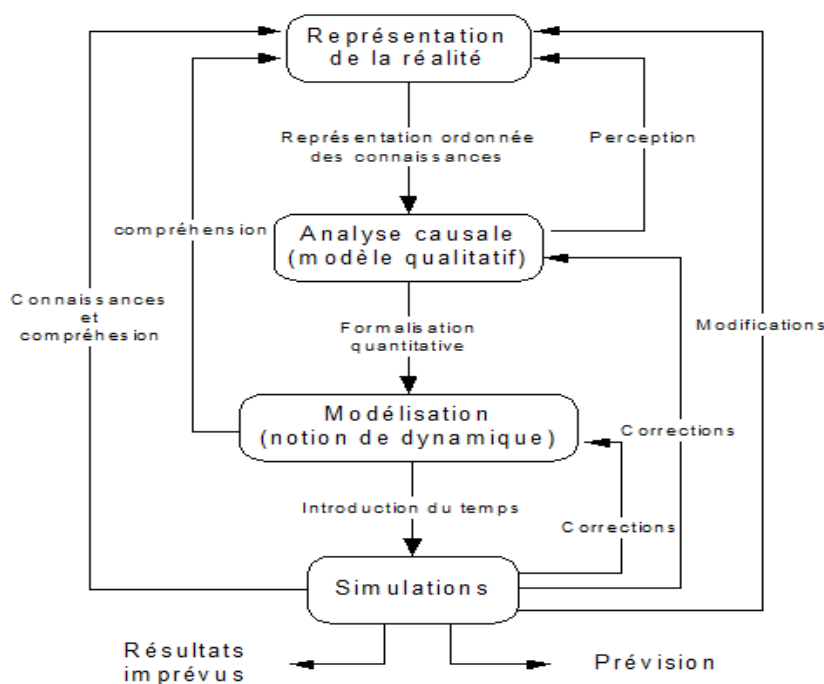 Représentation
de la réalité
Représentation ordonnée
des connaissances
Perception
compréhension
Analyse causale
(modèle qualitatif)
Connaissances
et
compréhesion
Formalisation
quantitative
Modifications
Modélisation
(notion de dynamique)
Corrections
Introduction du temps
Corrections
Simulations
Résultats
imprévus
Prévision